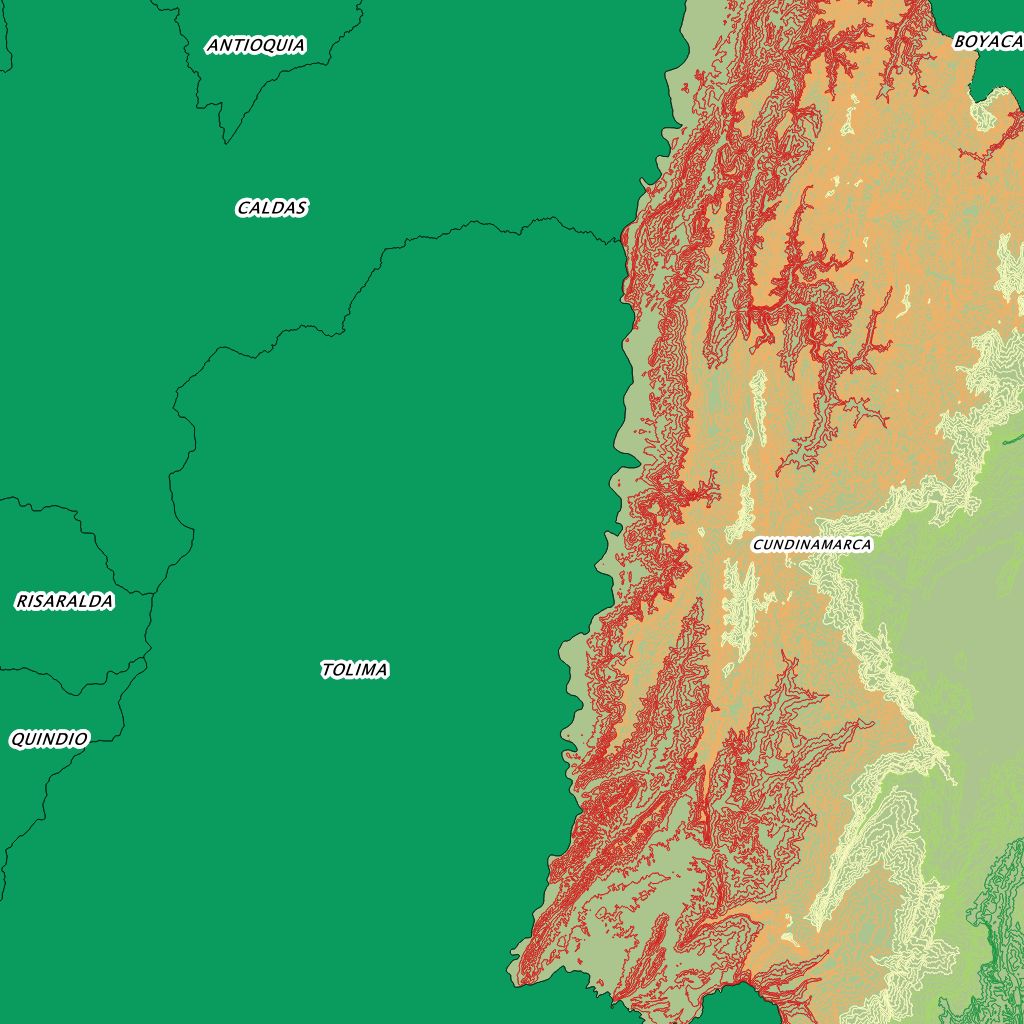 ANTIOQUIA
BOYACA
CALDAS
CUNDINAMARCA
RISARALDA
TOLIMA
QUINDIO